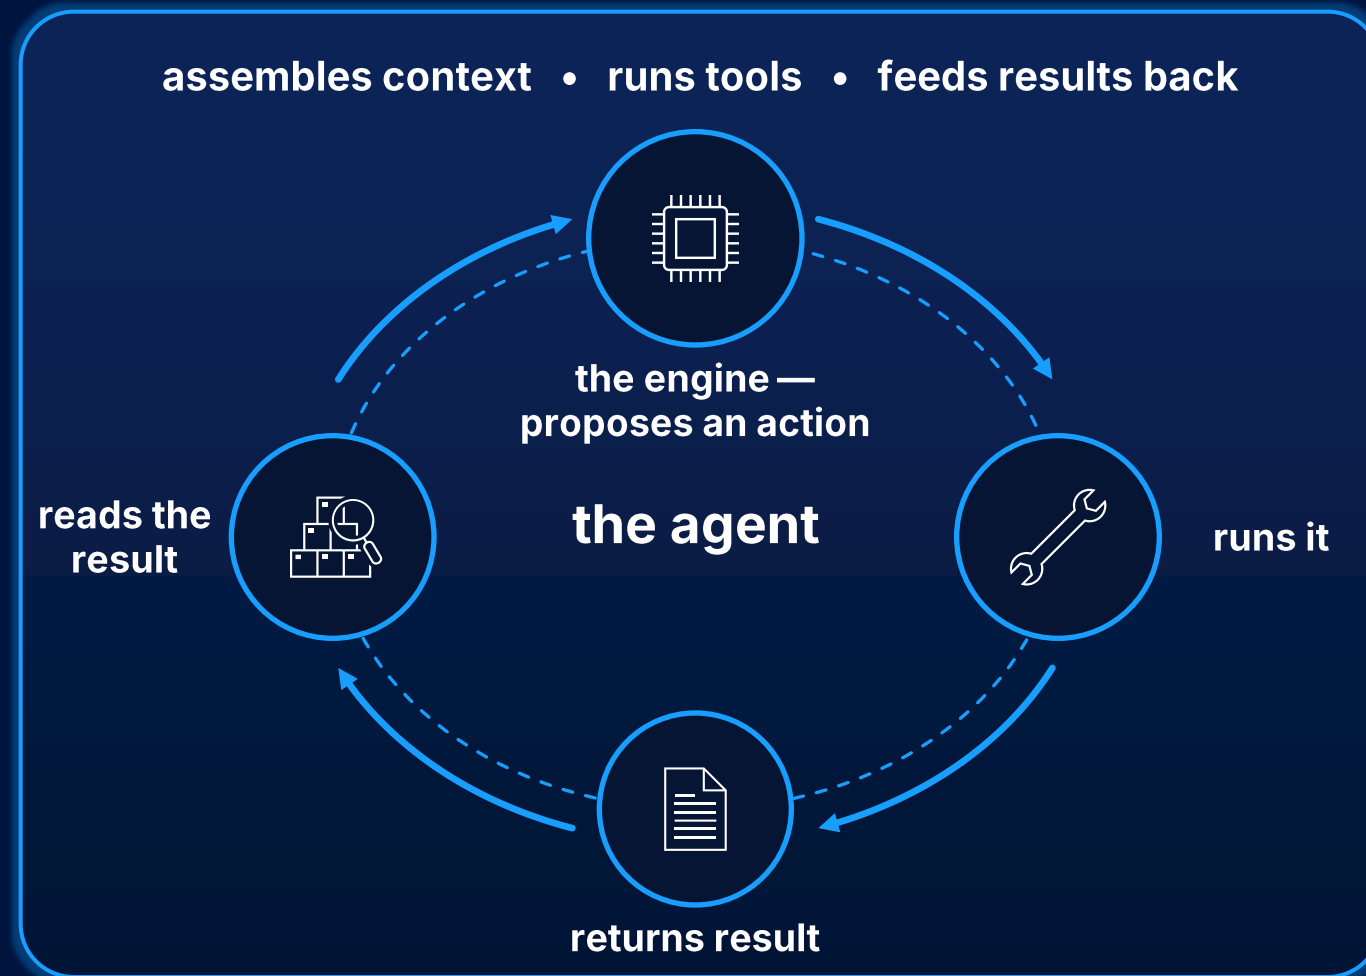 assembles context • runs tools • feeds results back
the engine —
proposes an action
the agent
reads the
result
runs it
returns result